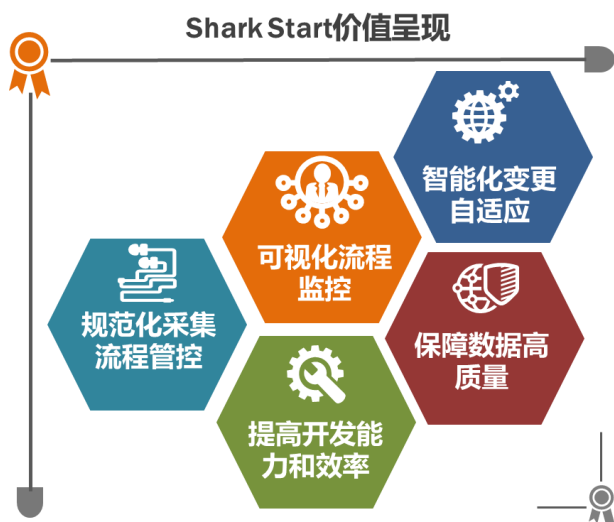 Shark Start价值呈现
智能化变更
自适应
可视化流程
监控
规范化采集
流程管控
保障数据高
质量
提高开发能
力和效率